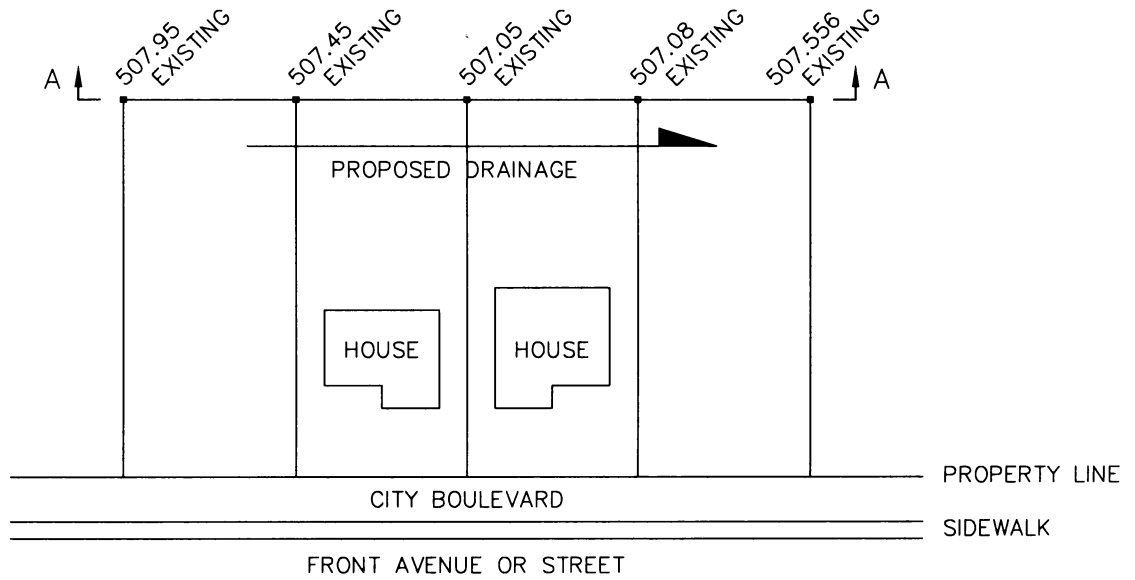 507.95
EXISTING
507.45
EXISTING
507.05
EXISTING
507.08
EXISTING
507.556
EXISTING
A
A
PROPOSED DRAINAGE
HOUSE
HOUSE
PROPERTY LINE
CITY BOULEVARD
SIDEWALK
FRONT AVENUE OR STREET